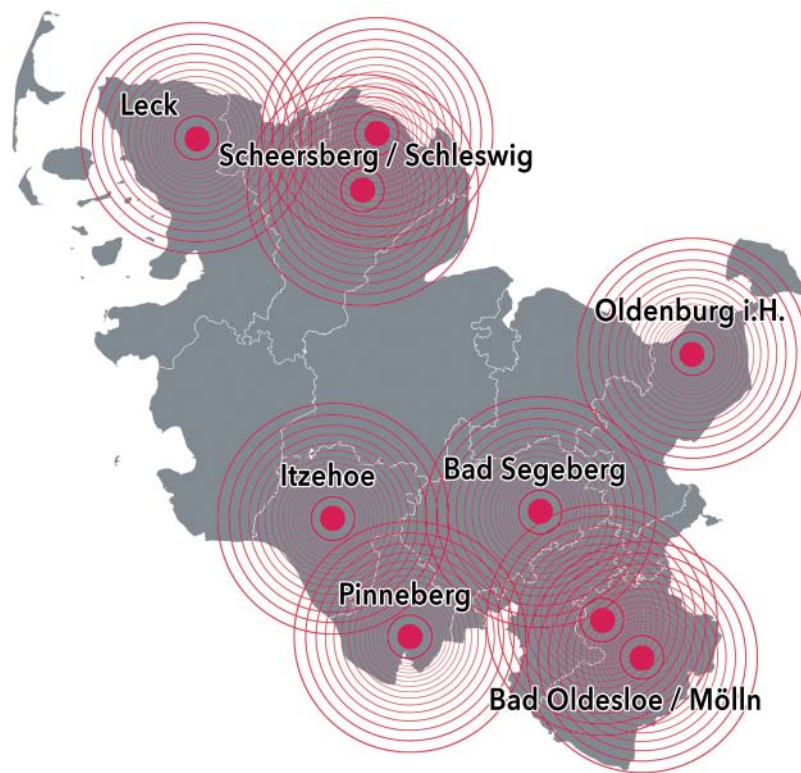 Leck
Scheersberg / Schleswig
Oldenburg i.H.
Itzehoe
Bad Segeberg
Pinneberg
Bad Oldesloe / Mölln